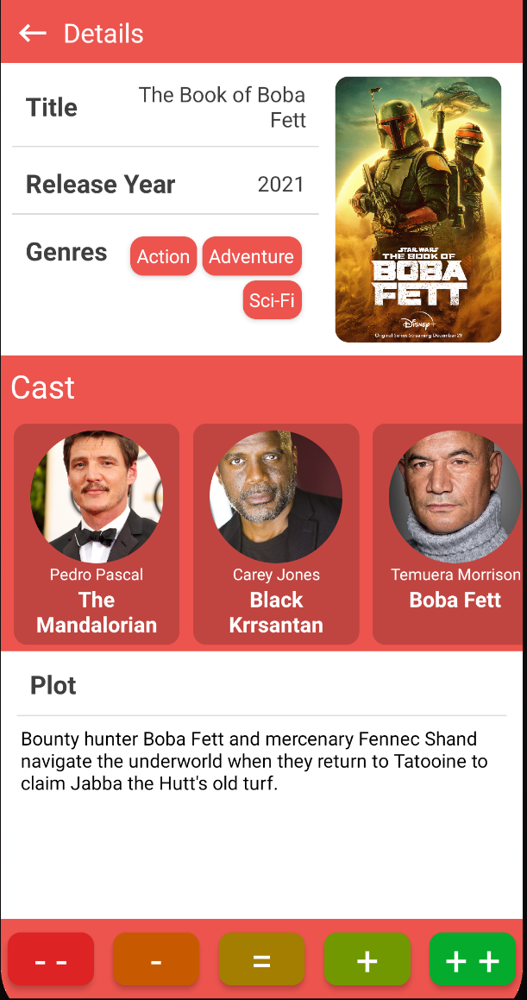 Details
Title
The Book of Boba
Fett
Release Year
2021
Genres
Action
Adventure
Sci-Fi
STAR WARS
THE BOOK OF
BOBA
FETT
Disney+
Original Series Streaming December 29
Cast
Pedro Pascal
The
Mandalorian
Carey Jones
Black
Krrsantan
Temuera Morrison
Boba Fett
Plot
Bounty hunter Boba Fett and mercenary Fennec Shand
navigate the underworld when they return to Tatooine to
claim Jabba the Hutt's old turf.
- -
-
=
+
+ +